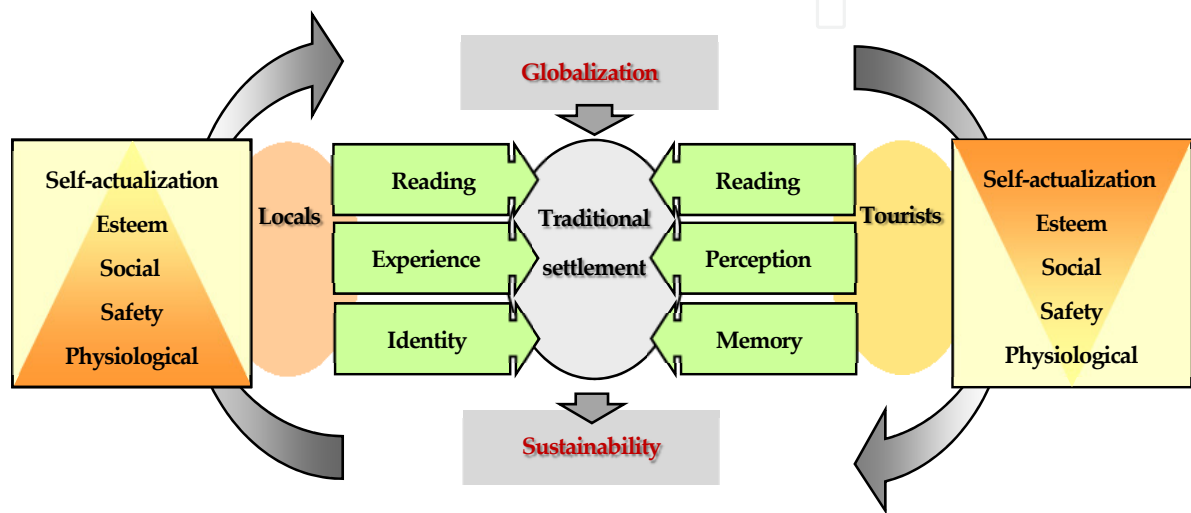 Globalization
Self-actualization
Esteem
Social
Safety
Physiological
Locals
Reading
Experience
Identity
Traditional
settlement
Reading
Perception
Memory
Tourists
Self-actualization
Esteem
Social
Safety
Physiological
Sustainability